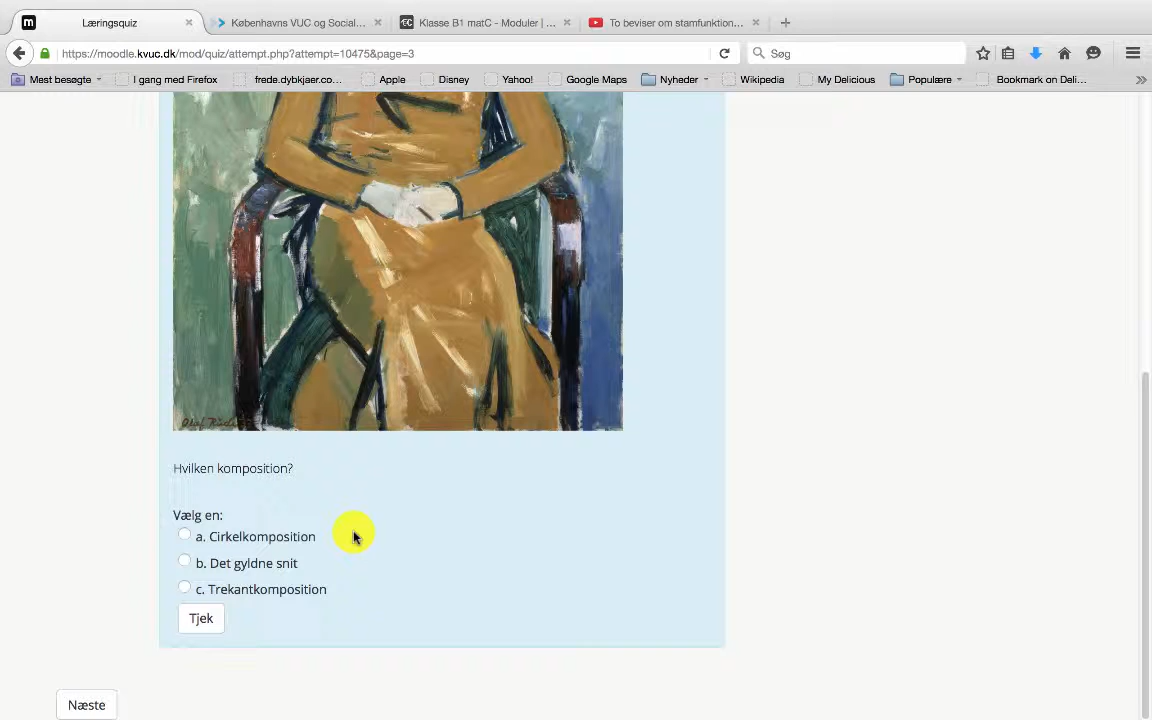 Læringsquiz
Københavns VUC og Social...
Klasse B1 matC - Moduler | ...
To beviser om stamfunktion...
https://moodle.kvuc.dk/mod/quiz/attempt.php?attempt=10475&page=3
Søg
Mest besøgte
I gang med Firefox
frede.dybkjaer.co...
Apple
Disney
Yahoo!
Google Maps
Nyheder
Wikipedia
My Delicious
Populære
Bookmark on Deli...
Hvilken komposition?
Vælg en:
a. Cirkelkomposition
b. Det gyldne snit
c. Trekantkomposition
Tjek
Næste